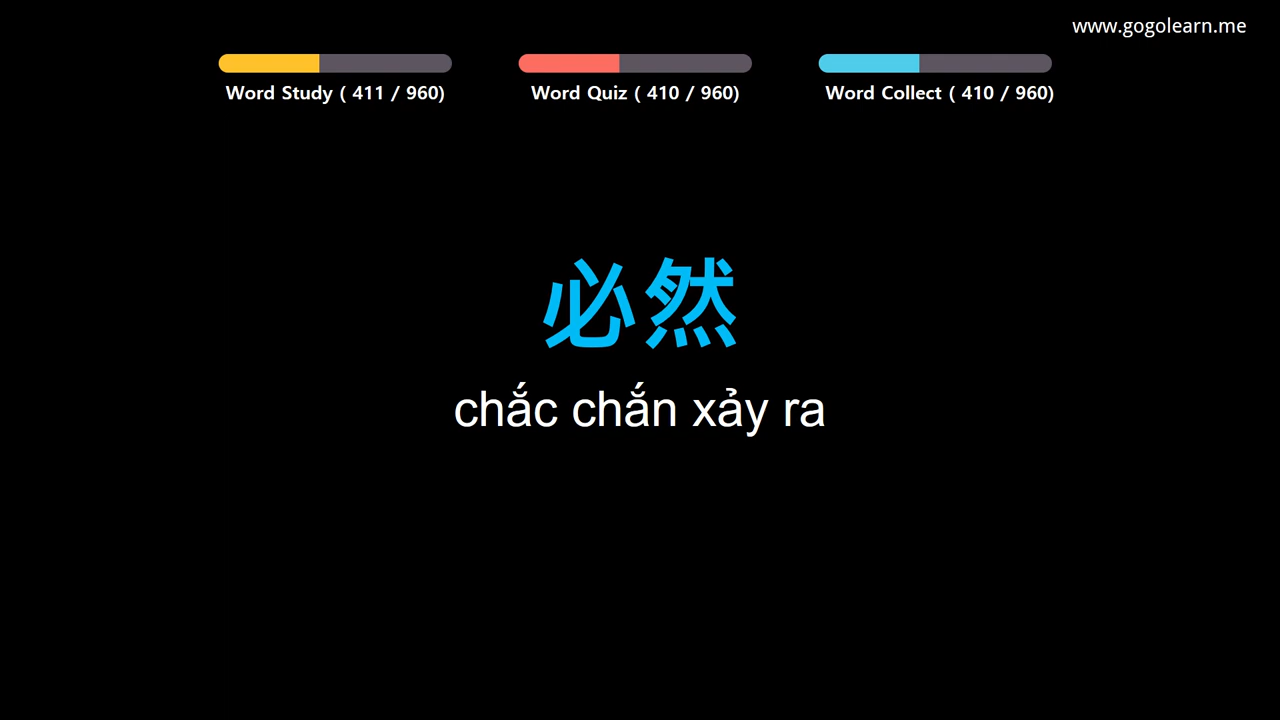 www.gogolearn.me
Word Study ( 411 / 960)
Word Quiz ( 410 / 960)
Word Collect ( 410 / 960)
必然
chắc chắn xảy ra